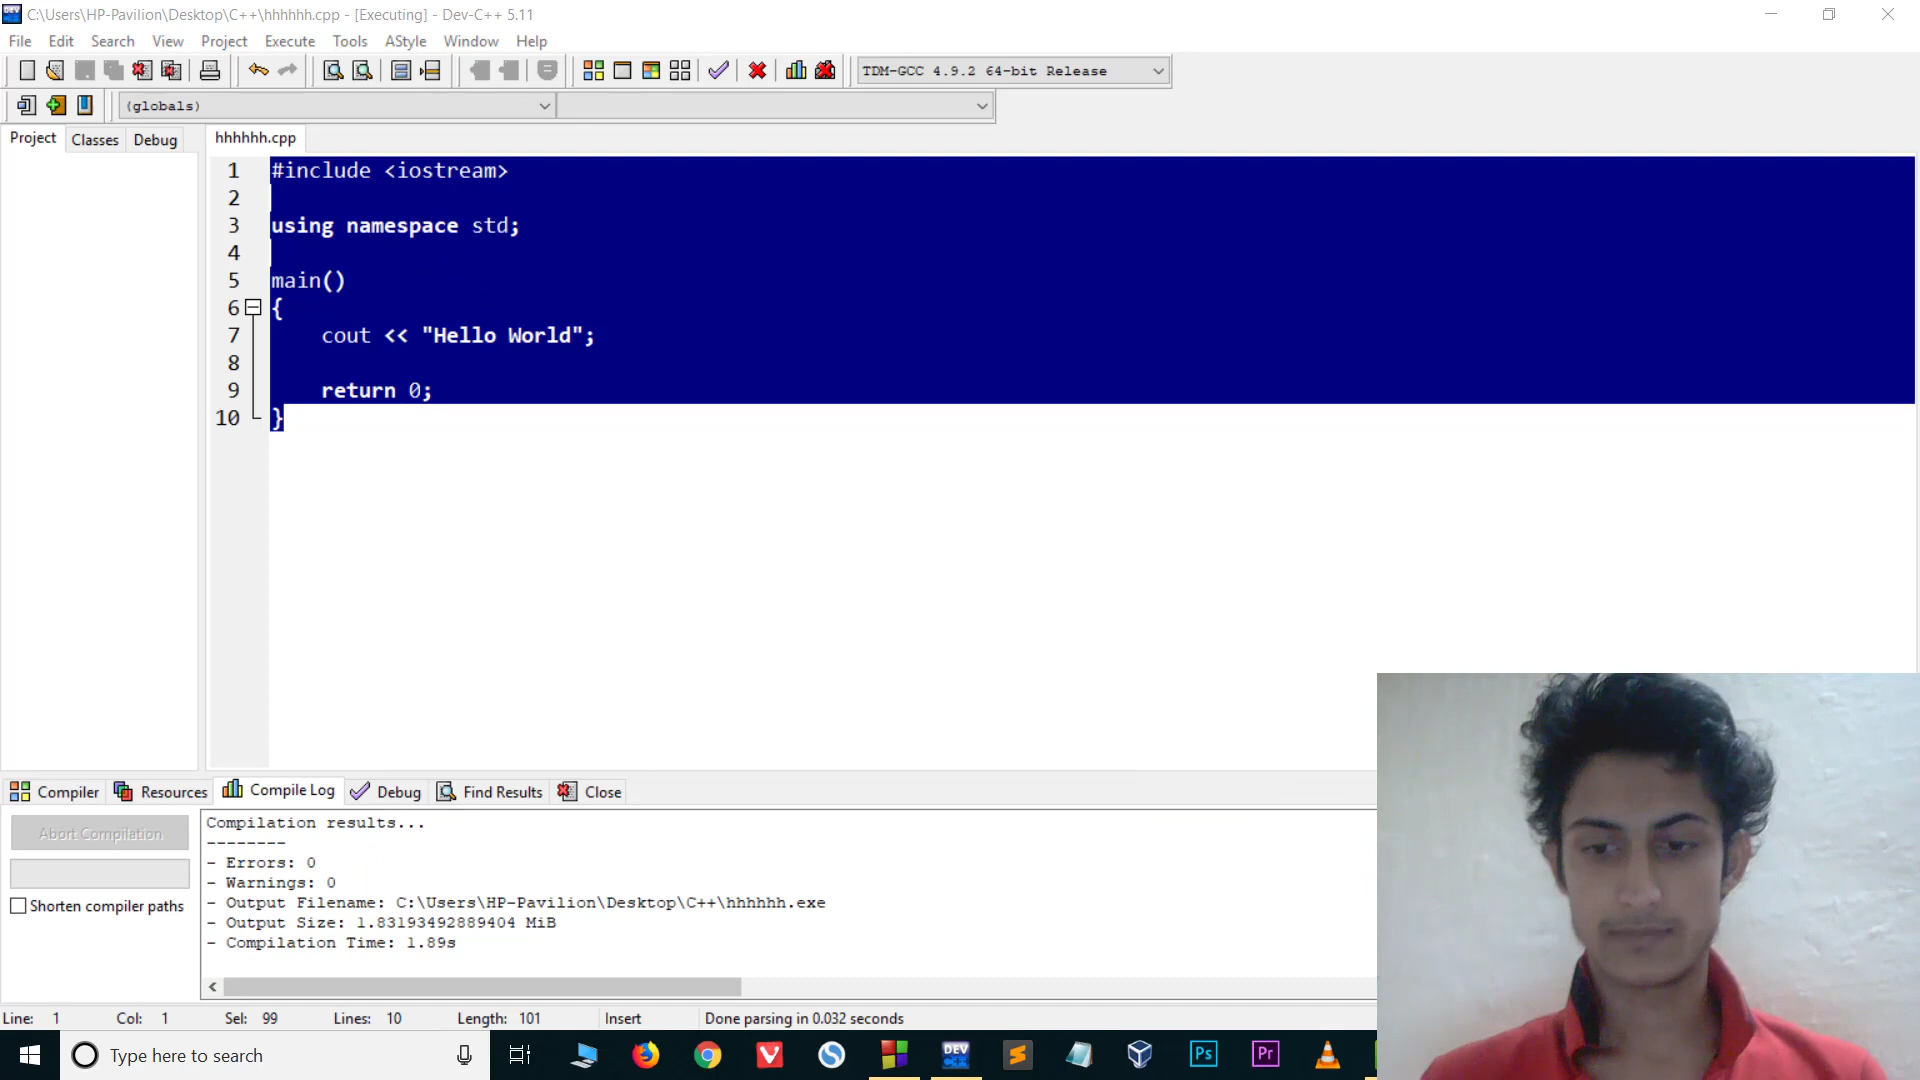 C:\Users\HP-Pavilion\Desktop\C++\hhhhhh.cpp - [Executing] - Dev-C++ 5.11
File Edit Search View Project Execute Tools AStyle Window Help
TDM-GCC 4.9.2 64-bit Release
(globals)
Project Classes Debug hhhhhh.cpp
1 #include <iostream>
2
3 using namespace std;
4
5 main()
6 {
7 cout << "Hello World";
8
9 return 0;
10 }
Compiler Resources Compile Log Debug Find Results Close
Abort Compilation
Shorten compiler paths
Compilation results...
--------
- Errors: 0
- Warnings: 0
- Output Filename: C:\Users\HP-Pavilion\Desktop\C++\hhhhhh.exe
- Output Size: 1.83193492889404 MiB
- Compilation Time: 1.89s
Line: 1 Col: 1 Sel: 99 Lines: 10 Length: 101 Insert Done parsing in 0.032 seconds
Type here to search
DEV
Ps
Pr